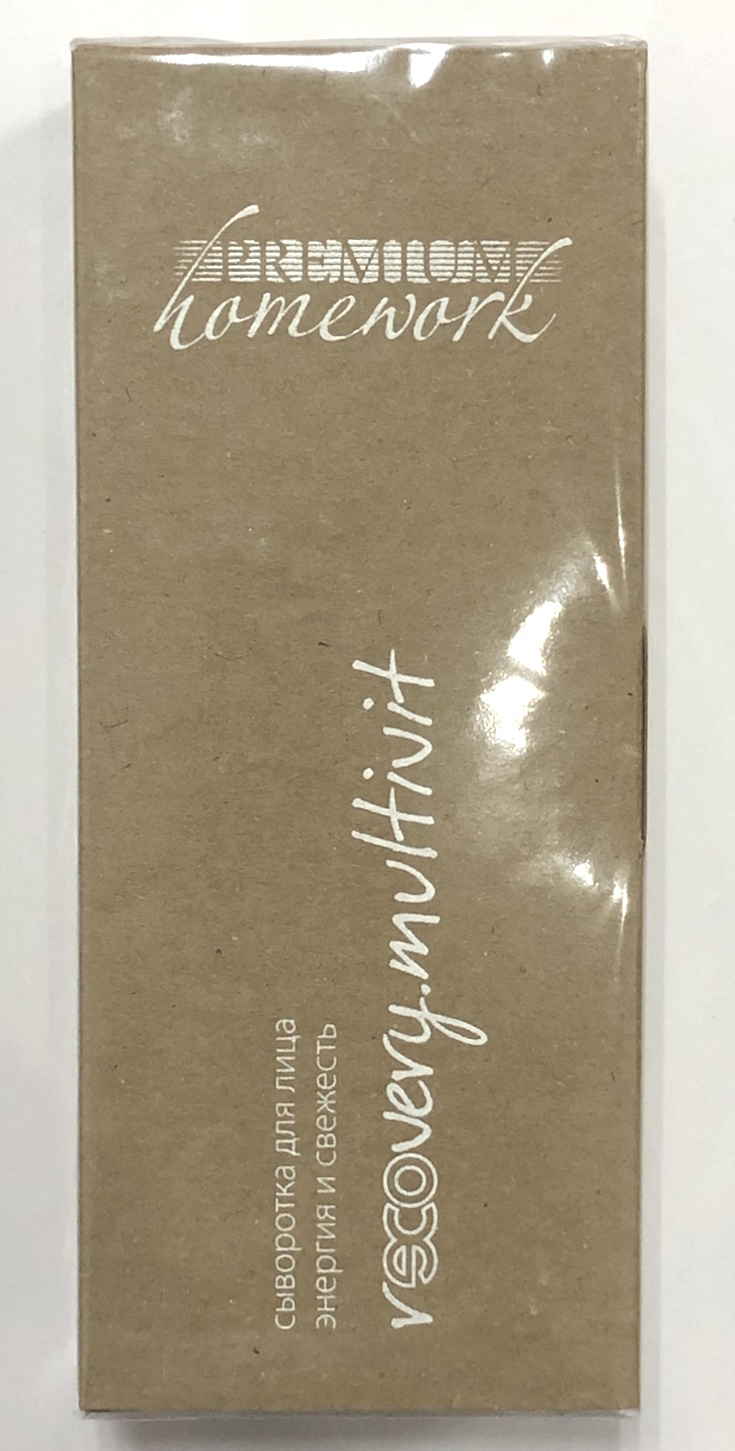 PREMIUM
homework
сыворотка для лица
энергия и свежесть
recovery.multivit